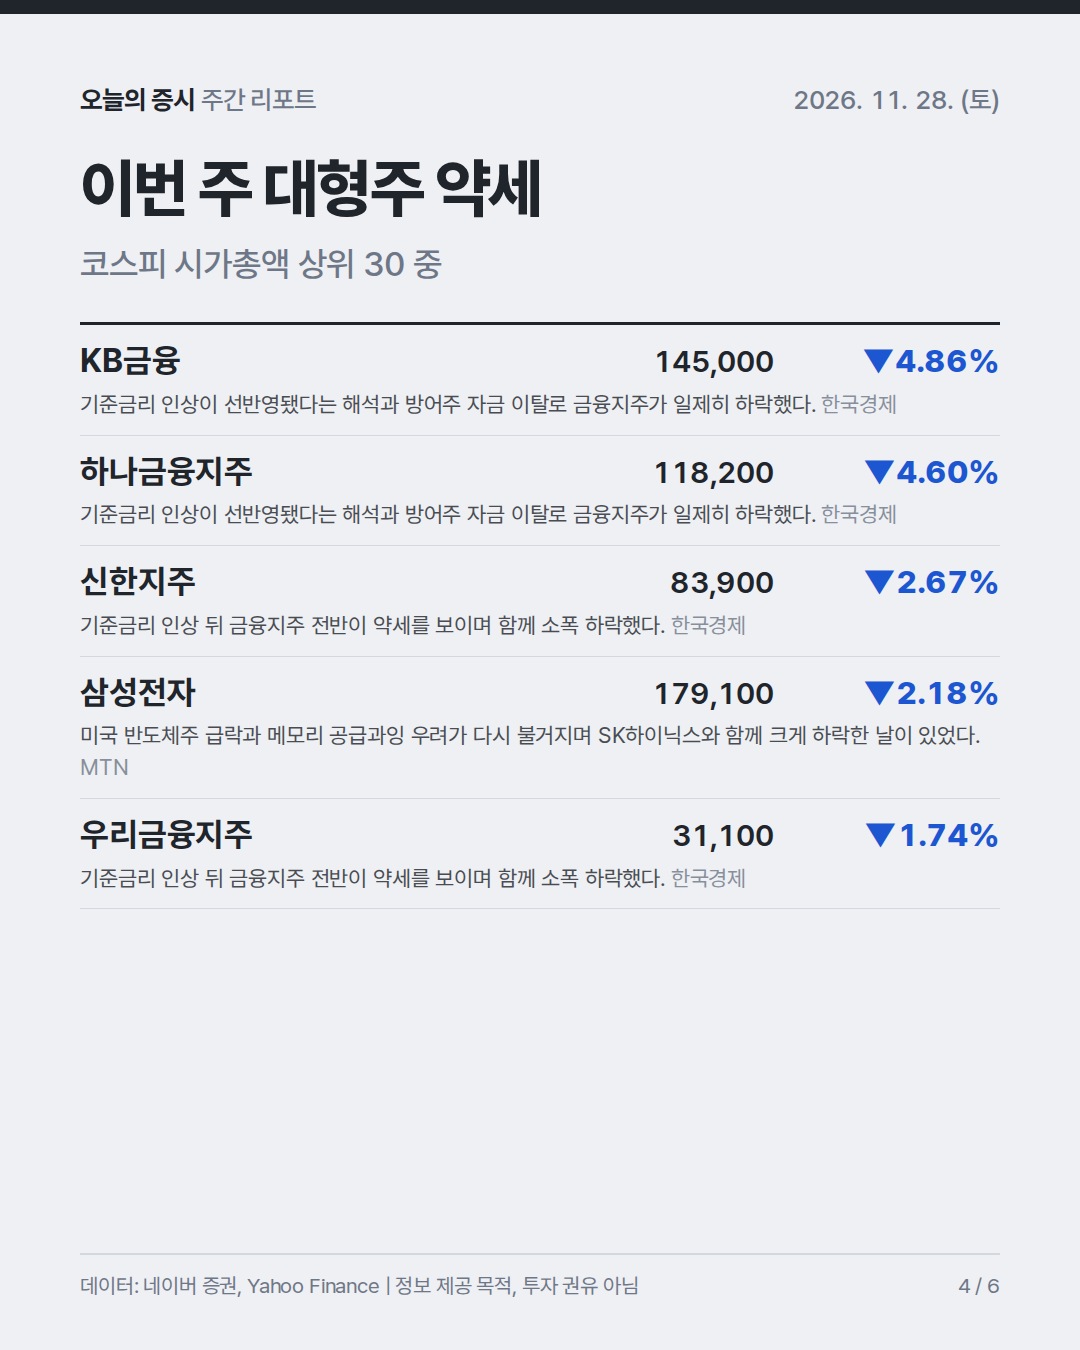 오늘의 증시 주간 리포트 2026. 11. 28. (토)
이번 주 대형주 약세
코스피 시가총액 상위 30 중
KB금융 145,000 ▼4.86%
기준금리 인상이 선반영됐다는 해석과 방어주 자금 이탈로 금융지주가 일제히 하락했다. 한국경제
하나금융지주 118,200 ▼4.60%
기준금리 인상이 선반영됐다는 해석과 방어주 자금 이탈로 금융지주가 일제히 하락했다. 한국경제
신한지주 83,900 ▼2.67%
기준금리 인상 뒤 금융지주 전반이 약세를 보이며 함께 소폭 하락했다. 한국경제
삼성전자 179,100 ▼2.18%
미국 반도체주 급락과 메모리 공급과잉 우려가 다시 불거지며 SK하이닉스와 함께 크게 하락한 날이 있었다.
MTN
우리금융지주 31,100 ▼1.74%
기준금리 인상 뒤 금융지주 전반이 약세를 보이며 함께 소폭 하락했다. 한국경제
데이터: 네이버 증권, Yahoo Finance | 정보 제공 목적, 투자 권유 아님 4 / 6